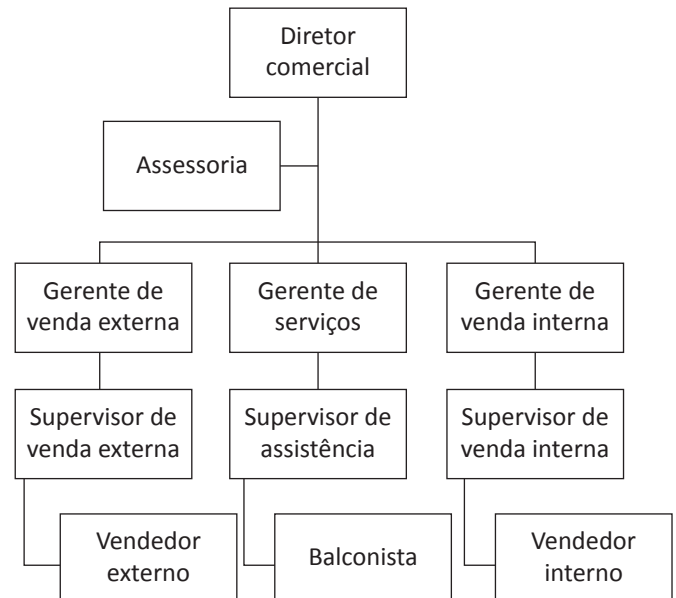 Diretor
comercial
Assessoria
Gerente de
venda externa
Gerente de
serviços
Gerente de
venda interna
Supervisor de
venda externa
Supervisor de
assistência
Supervisor de
venda interna
Vendedor
externo
Balconista
Vendedor
interno